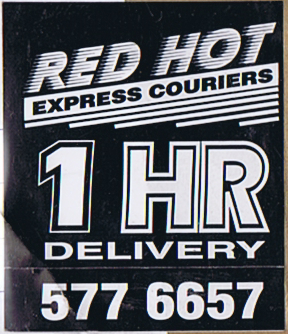 RED HOT
EXPRESS COURIERS
1 HR
DELIVERY
577 6657